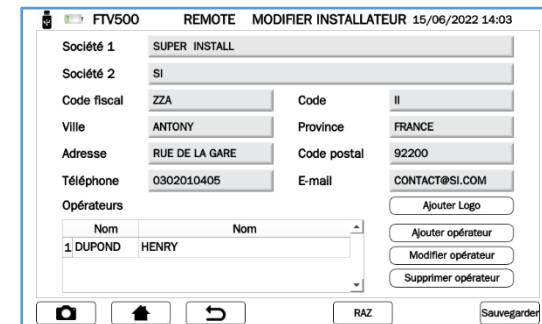 FTV500 REMOTE MODIFIER INSTALLATEUR 15/06/2022 14:03
Société 1 SUPER INSTALL
Société 2 SI
Code fiscal ZZA Code II
Ville ANTONY Province FRANCE
Adresse RUE DE LA GARE Code postal 92200
Téléphone 0302010405 E-mail CONTACT@SI.COM
Opérateurs Ajouter Logo
Nom Nom Ajouter opérateur
1 DUPOND HENRY
Modifier opérateur
Supprimer opérateur
RAZ Sauvegarder